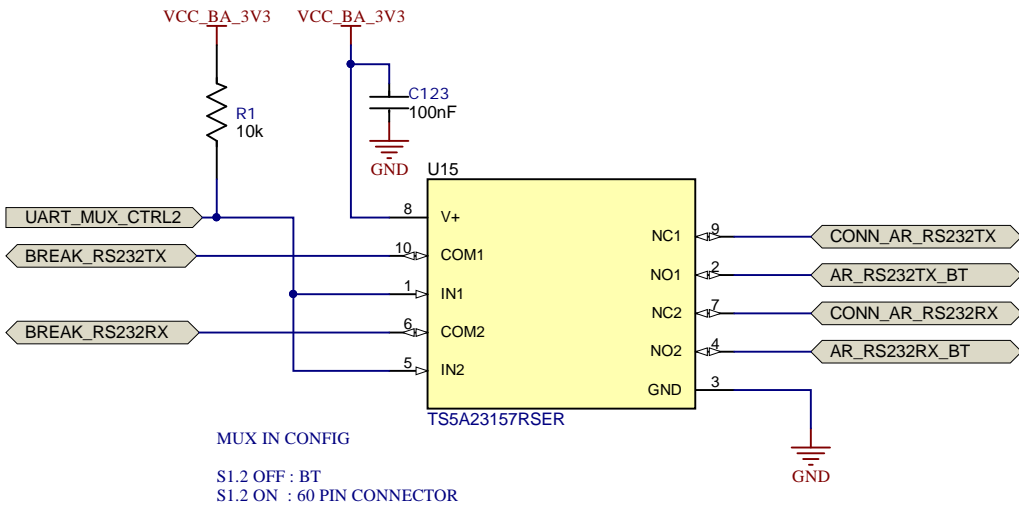 VCC_BA_3V3
VCC_BA_3V3
R1
10k
C123
100nF
GND
U15
UART_MUX_CTRL2
8
V+
BREAK_RS232TX
10
COM1
1
IN1
BREAK_RS232RX
6
COM2
5
IN2
NC1
9
CONN_AR_RS232TX
NO1
2
AR_RS232TX_BT
NC2
7
CONN_AR_RS232RX
NO2
4
AR_RS232RX_BT
GND
3
TS5A23157RSER
GND
MUX IN CONFIG
S1.2 OFF : BT
S1.2 ON : 60 PIN CONNECTOR